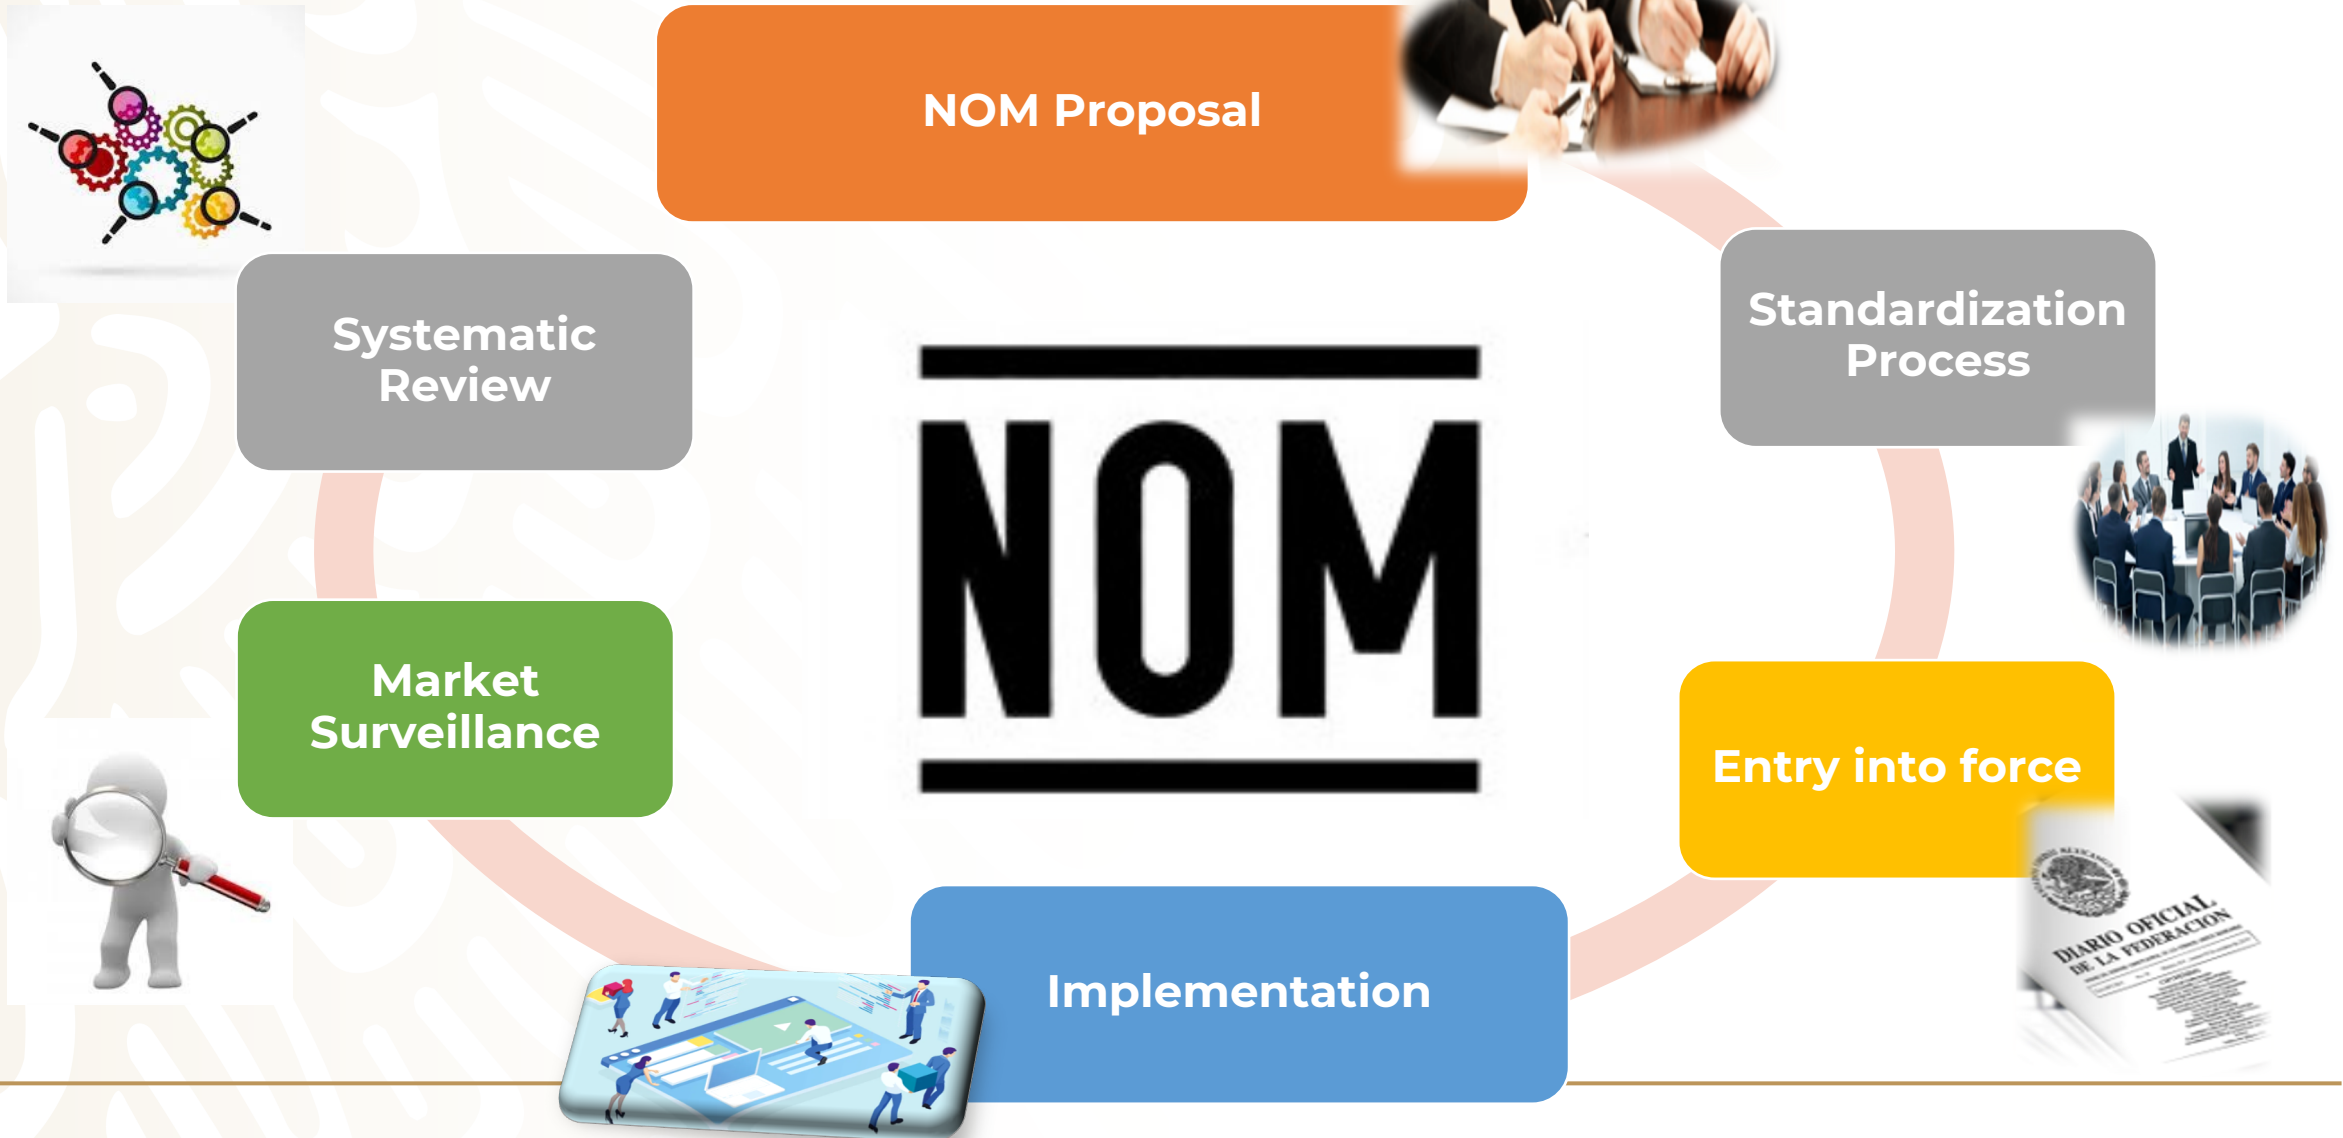 NOM Proposal
Standardization
Process
Systematic
Review
NOM
Market
Surveillance
Entry into force
DIARIO OFICIAL
DE LA FEDERACION
Implementation